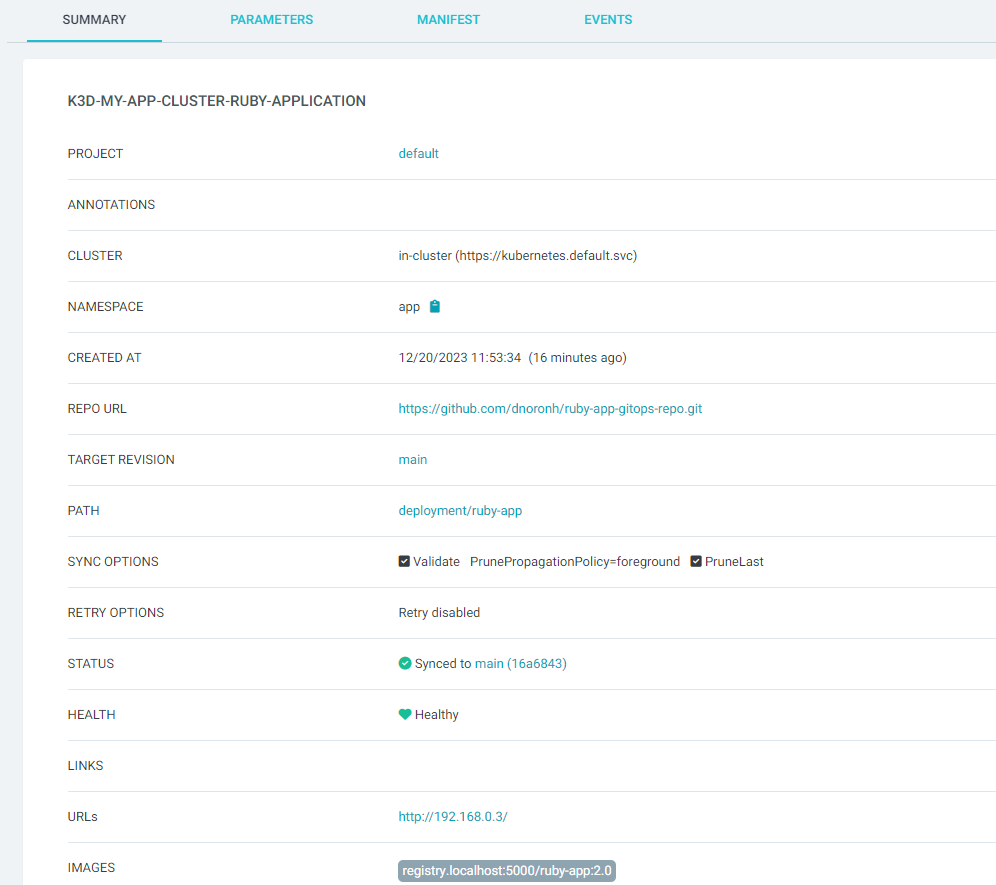 SUMMARY PARAMETERS MANIFEST EVENTS
K3D-MY-APP-CLUSTER-RUBY-APPLICATION
PROJECT default
ANNOTATIONS
CLUSTER in-cluster (https://kubernetes.default.svc)
NAMESPACE app
CREATED AT 12/20/2023 11:53:34 (16 minutes ago)
REPO URL https://github.com/dnoronh/ruby-app-gitops-repo.git
TARGET REVISION main
PATH deployment/ruby-app
SYNC OPTIONS Validate PrunePropagationPolicy=foreground PruneLast
RETRY OPTIONS Retry disabled
STATUS Synced to main (16a6843)
HEALTH Healthy
LINKS
URLs http://192.168.0.3/
IMAGES registry.localhost:5000/ruby-app:2.0